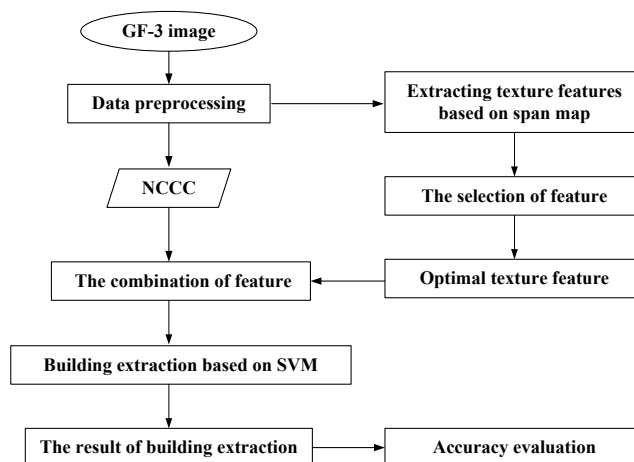 GF-3 image
Data preprocessing
Extracting texture features
based on span map
NCCC
The selection of feature
The combination of feature
Optimal texture feature
Building extraction based on SVM
The result of building extraction
Accuracy evaluation